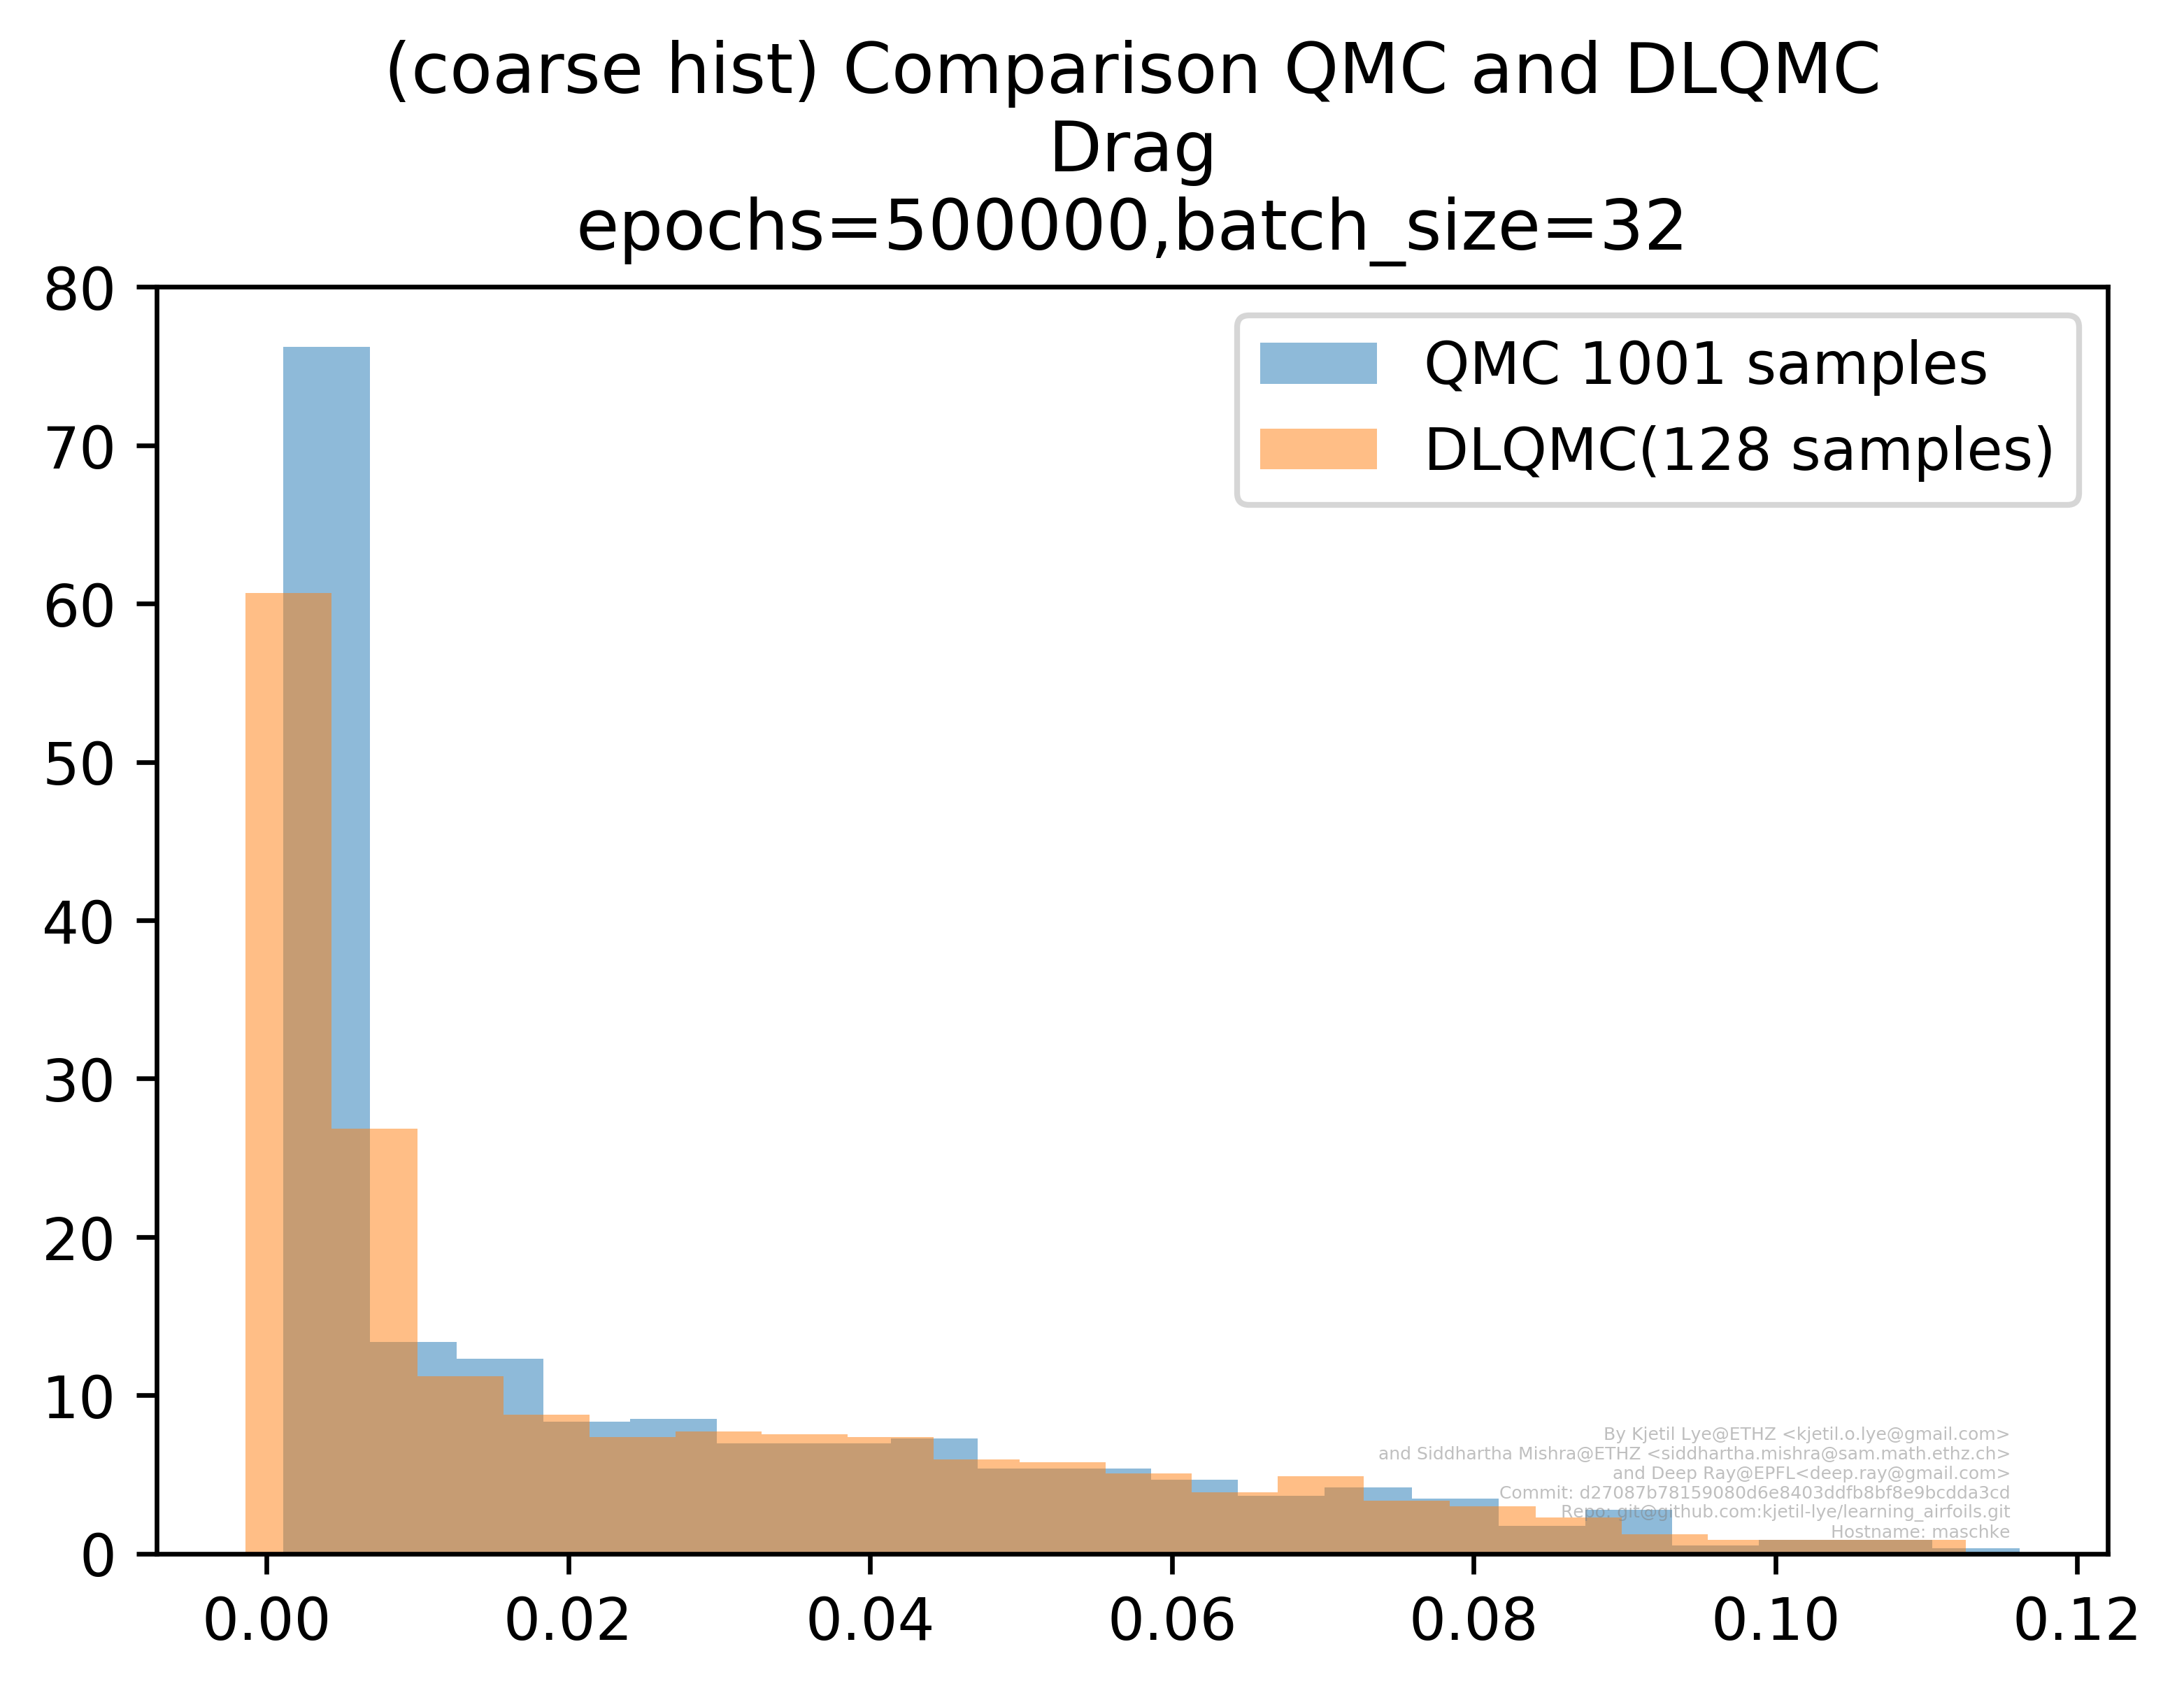 (coarse hist) Comparison QMC and DLQMC
Drag
epochs=500000,batch_size=32
80
70
60
50
40
30
20
10
0
QMC 1001 samples
DLQMC(128 samples)
By Kjetil Lye@ETHZ <kjetil.o.lye@gmail.com>
and Siddhartha Mishra@ETHZ <siddhartha.mishra@sam.math.ethz.ch>
and Deep Ray@EPFL<deep.ray@gmail.com>
Commit: d27087b78159080d6e8403ddfb8bf8e9bcdda3cd
Repo: git@github.com:kjetil-lye/learning_airfoils.git
Hostname: maschke
0.00 0.02 0.04 0.06 0.08 0.10 0.12